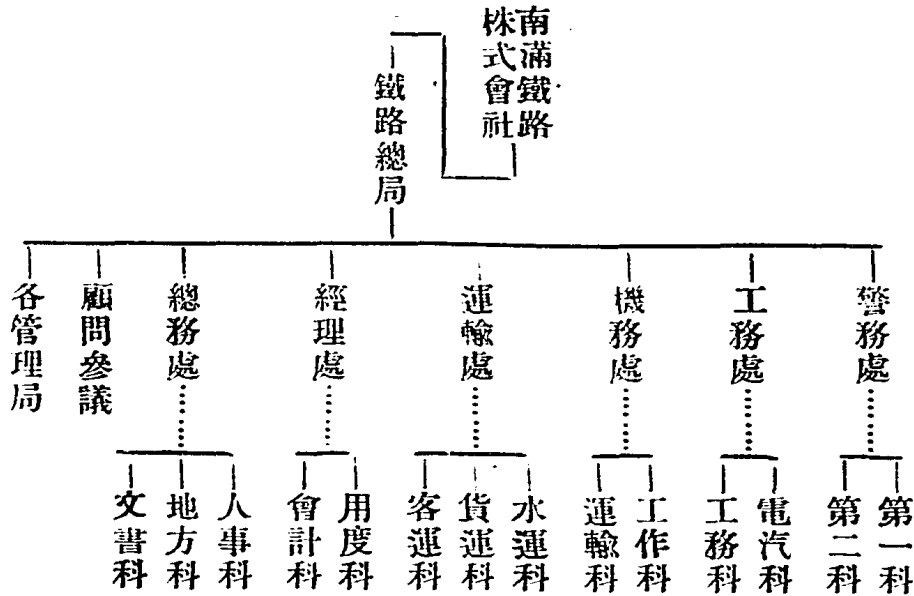 南滿鐵路
株式會社
鐵路總局
各管理局
顧問參議
總務處
經理處
運輸處
機務處
工務處
警務處
文書科
地方科
人事科
會計科
用度科
客運科
貨運科
水運科
運輸科
工作科
工務科
電汽科
第二科
第一科